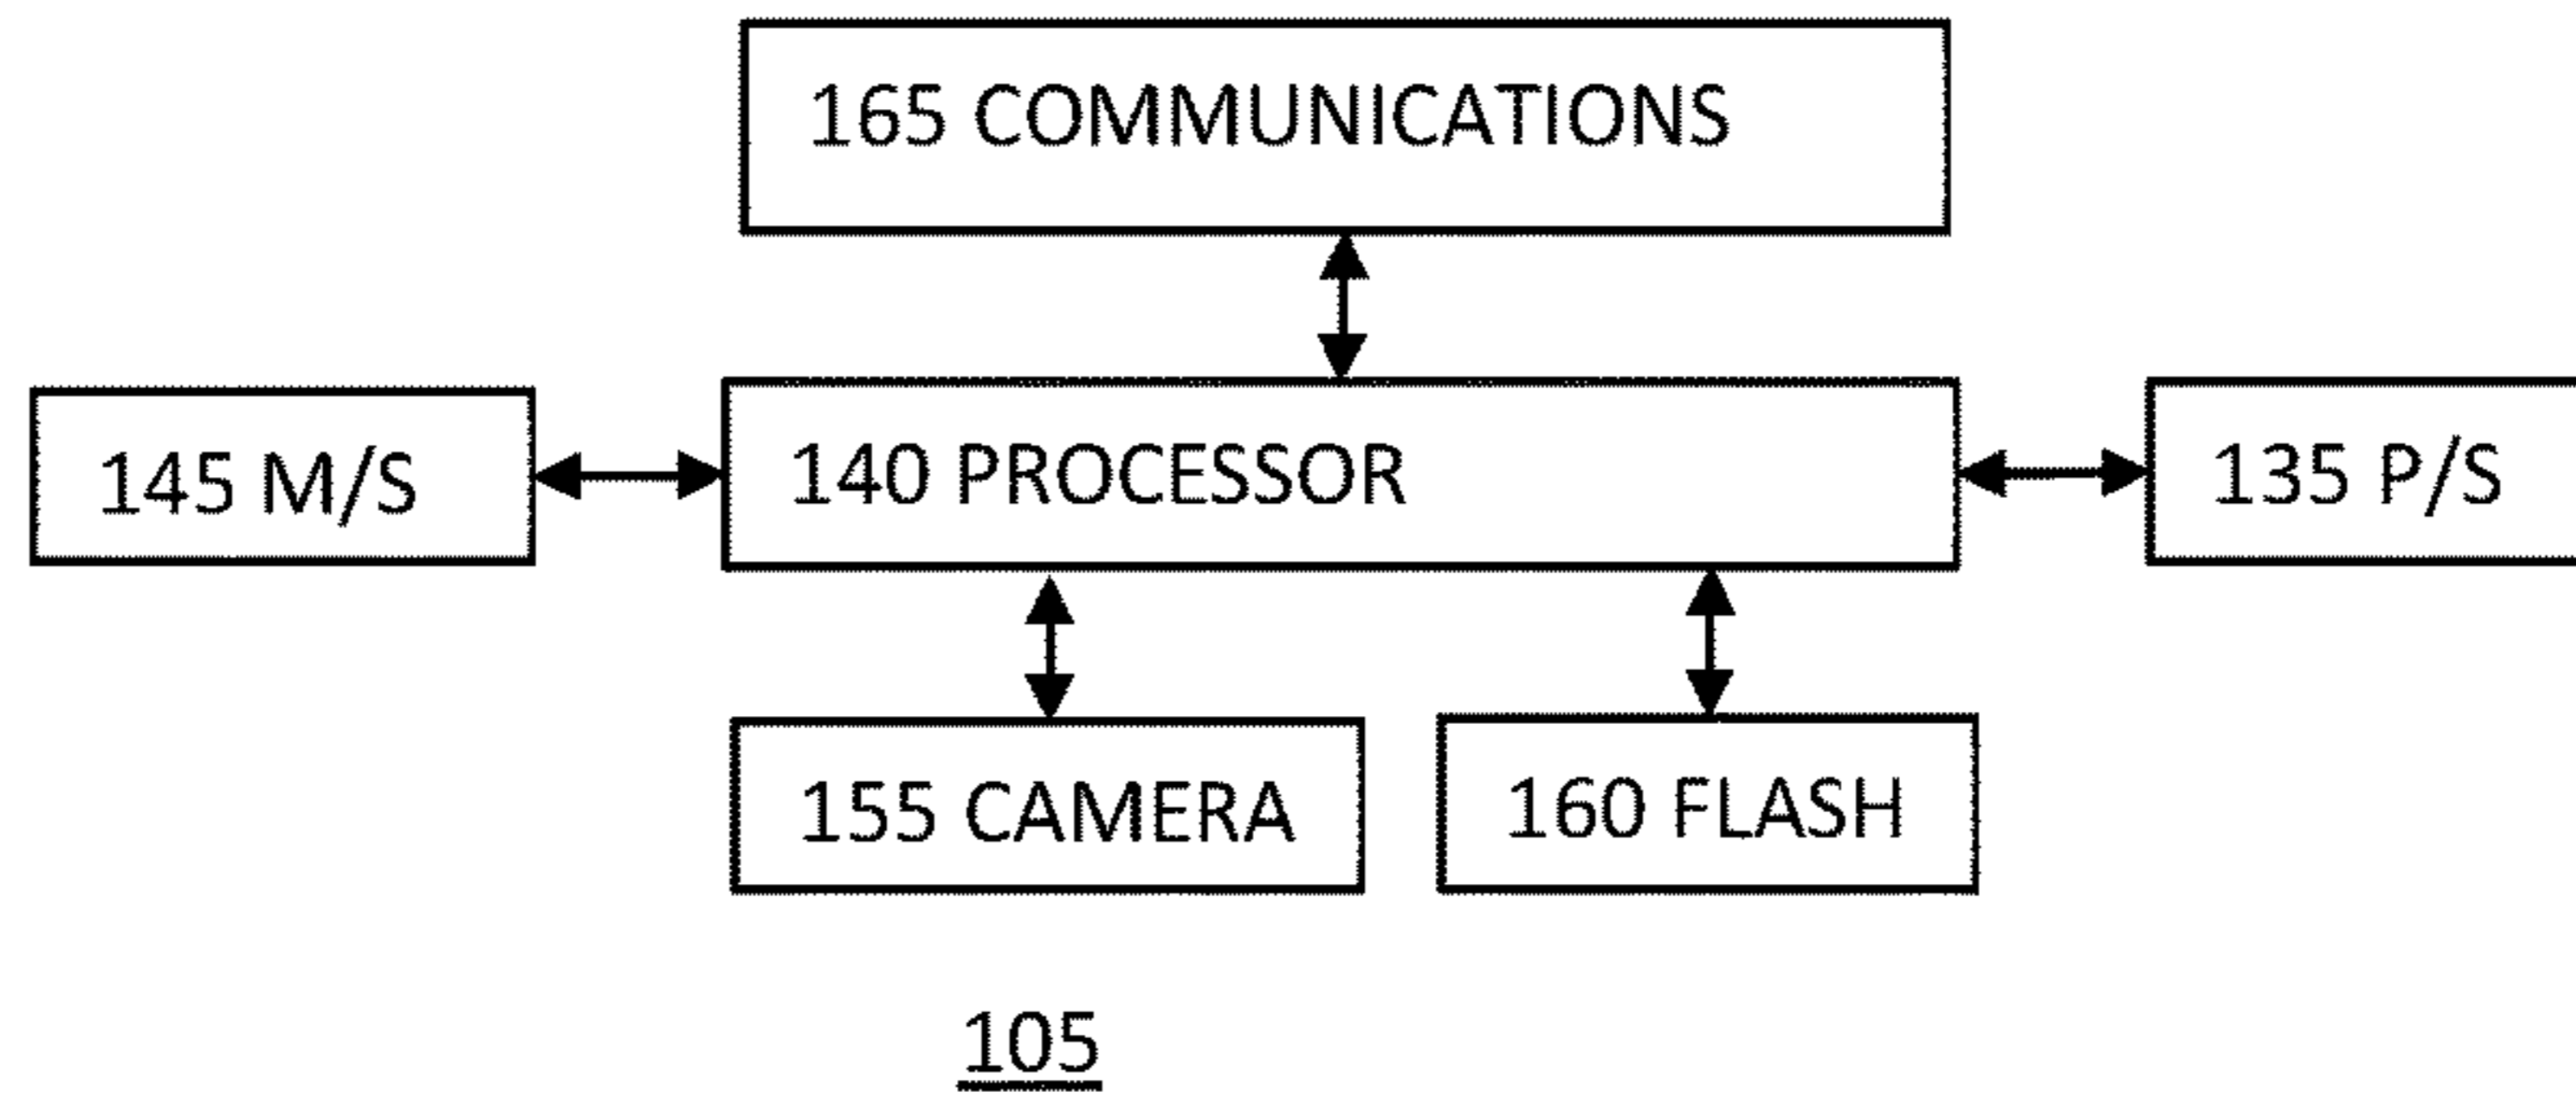 165 COMMUNICATIONS
145 M/S
140 PROCESSOR
135 P/S
155 CAMERA
160 FLASH
105